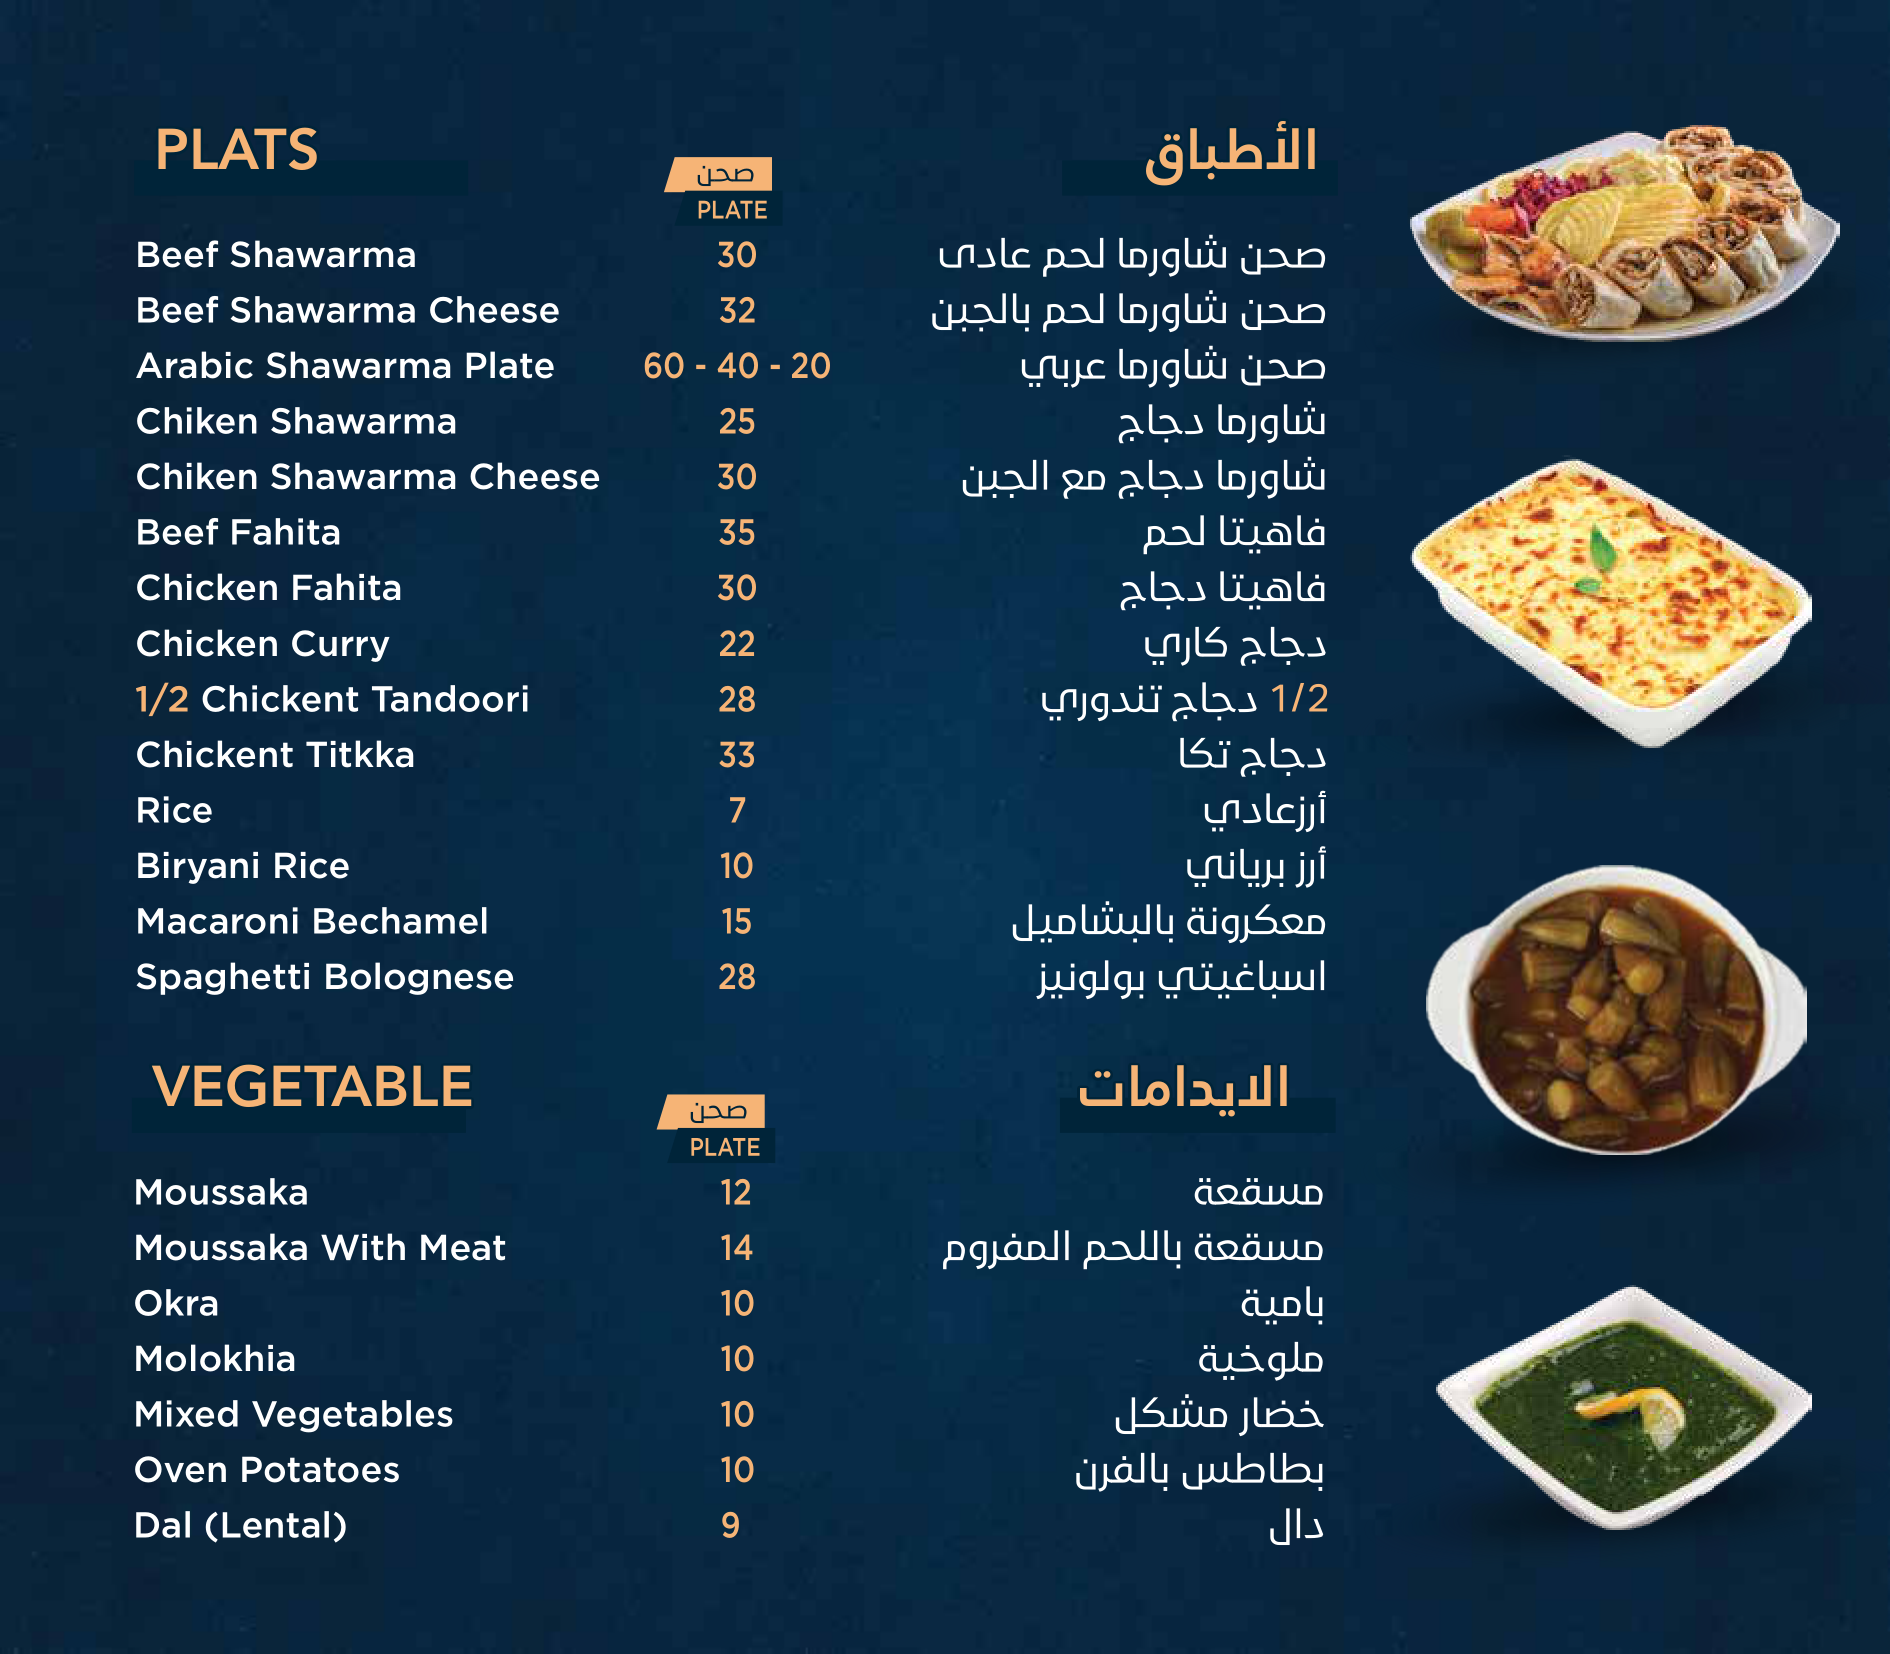 PLATS صحن الأطباق
PLATE
Beef Shawarma 30 صحن شاورما لحم عادى
Beef Shawarma Cheese 32 صحن شاورما لحم بالجبن
Arabic Shawarma Plate 60 - 40 - 20 صحن شاورما عربي
Chiken Shawarma 25 شاورما دجاج
Chiken Shawarma Cheese 30 شاورما دجاج مع الجبن
Beef Fahita 35 فاهيتا لحم
Chicken Fahita 30 فاهيتا دجاج
Chicken Curry 22 دجاج كاري
1/2 Chickent Tandoori 28 1/2 دجاج تندوري
Chickent Titkka 33 دجاج تكا
Rice 7 أرزعادي
Biryani Rice 10 أرز برياني
Macaroni Bechamel 15 معكرونة بالبشاميل
Spaghetti Bolognese 28 اسباغيتي بولونيز
VEGETABLE صحن الايدامات
PLATE
Moussaka 12 مسقعة
Moussaka With Meat 14 مسقعة باللحم المفروم
Okra 10 بامية
Molokhia 10 ملوخية
Mixed Vegetables 10 خضار مشكل
Oven Potatoes 10 بطاطس بالفرن
Dal (Lental) 9 دال